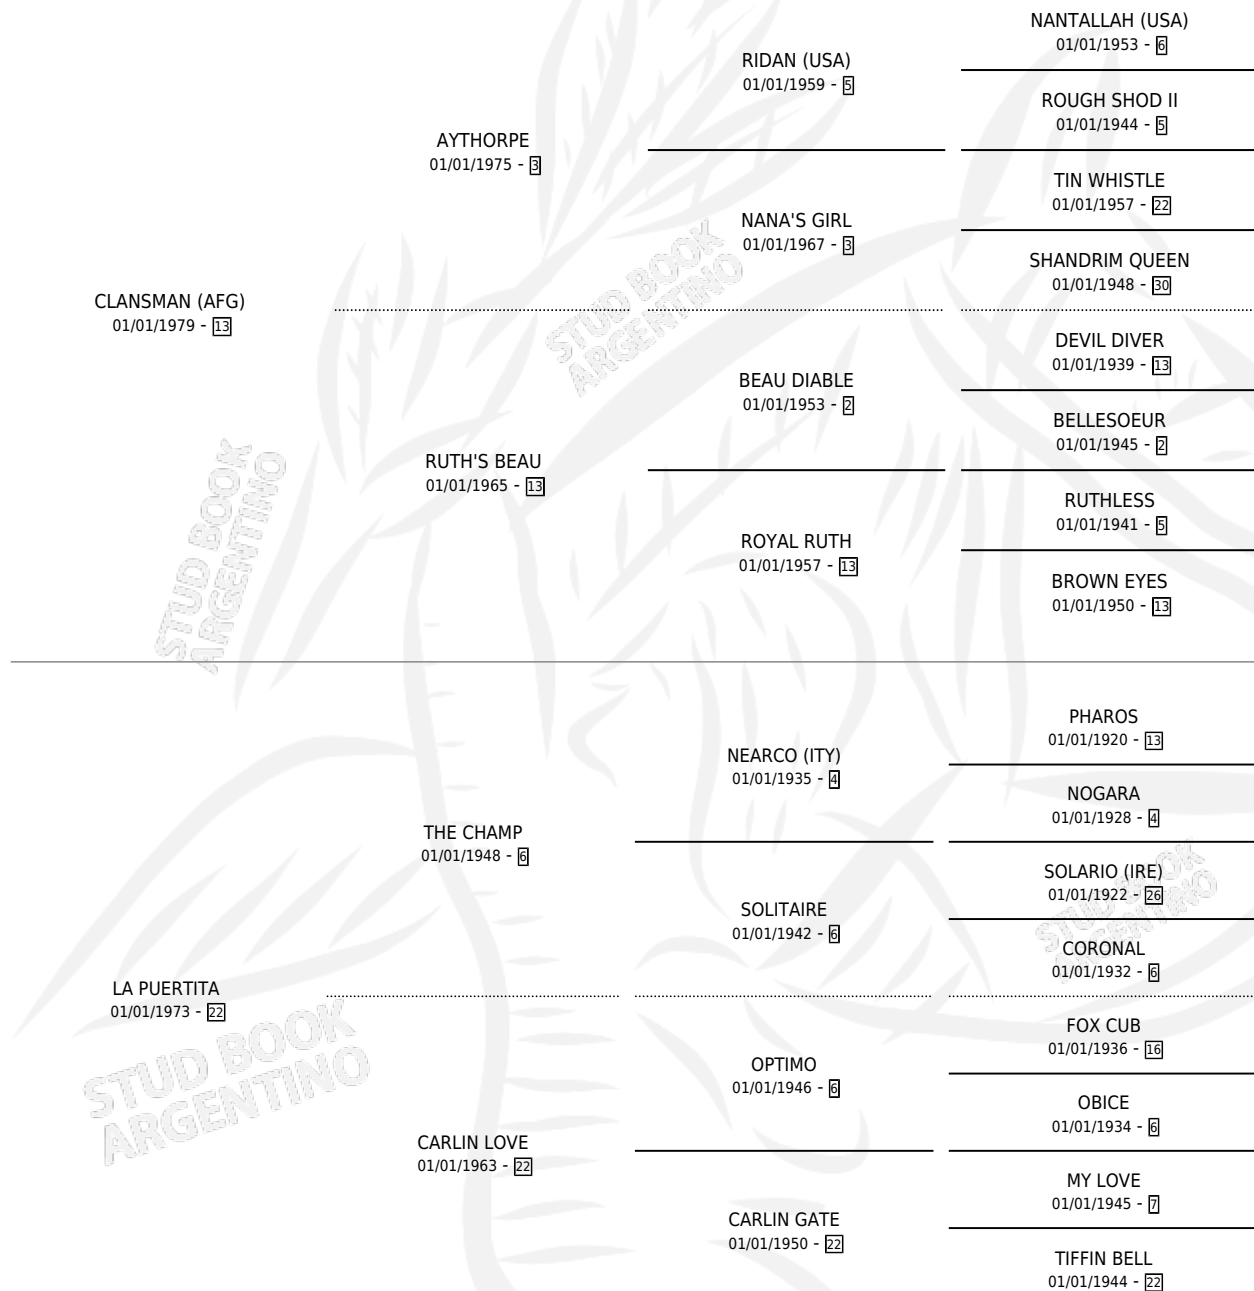 NANTALLAH (USA)
01/01/1953 - 6
RIDAN (USA)
01/01/1959 - 5
ROUGH SHOD II
01/01/1944 - 5
AYTHORPE
01/01/1975 - 3
TIN WHISTLE
01/01/1957 - 22
NANA'S GIRL
01/01/1967 - 3
SHANDRIM QUEEN
01/01/1948 - 30
CLANSMAN (AFG)
01/01/1979 - 13
STUD BOOK
ARGENTINO
DEVIL DIVER
01/01/1939 - 13
BEAU DIABLE
01/01/1953 - 2
BELLESOEUR
01/01/1945 - 2
RUTH'S BEAU
01/01/1965 - 13
STUD BOOK
ARGENTINO
RUTHLESS
01/01/1941 - 5
ROYAL RUTH
01/01/1957 - 13
BROWN EYES
01/01/1950 - 13
PHAROS
01/01/1920 - 13
NEARCO (ITY)
01/01/1935 - 4
NOGARA
01/01/1928 - 4
THE CHAMP
01/01/1948 - 6
SOLARIO (IRE)
01/01/1922 - 26
SOLITAIRE
01/01/1942 - 6
STUD BOOK
ARGENTINO
CORONAL
01/01/1932 - 6
LA PUERTITA
01/01/1973 - 22
STUD BOOK
ARGENTINO
FOX CUB
01/01/1936 - 16
OPTIMO
01/01/1946 - 6
OBICE
01/01/1934 - 6
CARLIN LOVE
01/01/1963 - 22
MY LOVE
01/01/1945 - 7
CARLIN GATE
01/01/1950 - 22
TIFFIN BELL
01/01/1944 - 22